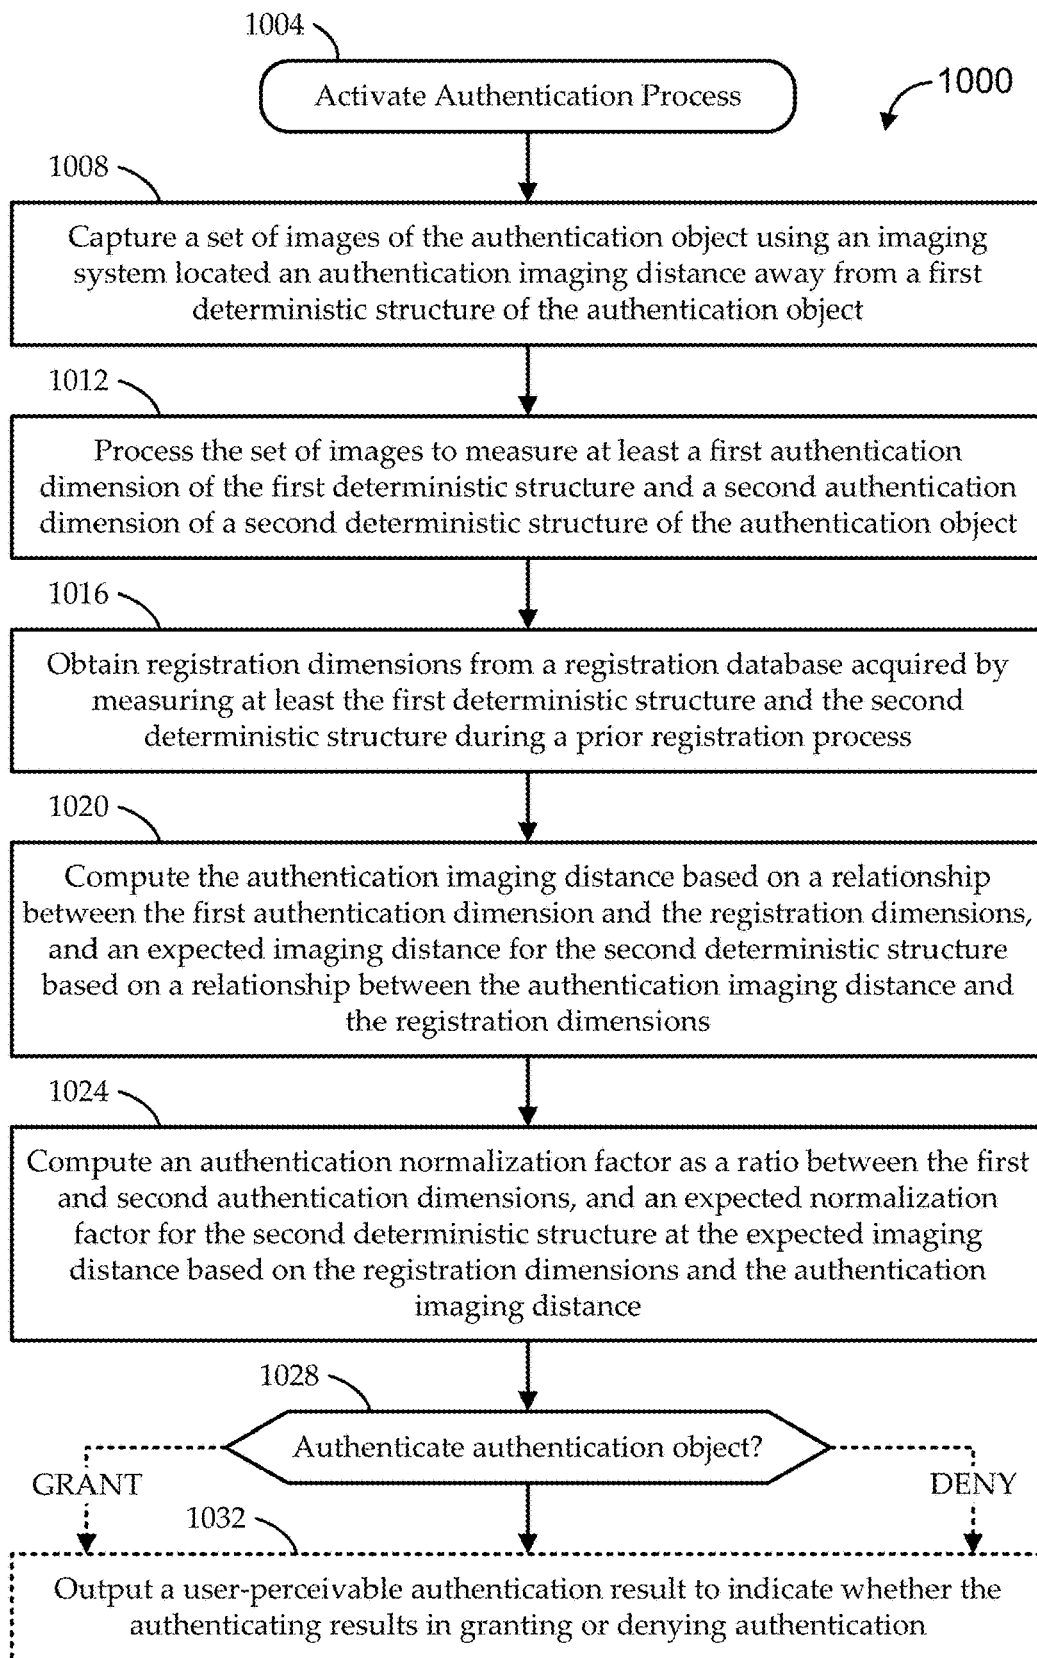 1004
Activate Authentication Process
1000
1008
Capture a set of images of the authentication object using an imaging
system located an authentication imaging distance away from a first
deterministic structure of the authentication object
1012
Process the set of images to measure at least a first authentication
dimension of the first deterministic structure and a second authentication
dimension of a second deterministic structure of the authentication object
1016
Obtain registration dimensions from a registration database acquired by
measuring at least the first deterministic structure and the second
deterministic structure during a prior registration process
1020
Compute the authentication imaging distance based on a relationship
between the first authentication dimension and the registration dimensions,
and an expected imaging distance for the second deterministic structure
based on a relationship between the authentication imaging distance and
the registration dimensions
1024
Compute an authentication normalization factor as a ratio between the first
and second authentication dimensions, and an expected normalization
factor for the second deterministic structure at the expected imaging
distance based on the registration dimensions and the authentication
imaging distance
1028
Authenticate authentication object?
GRANT
DENY
1032
Output a user-perceivable authentication result to indicate whether the
authenticating results in granting or denying authentication